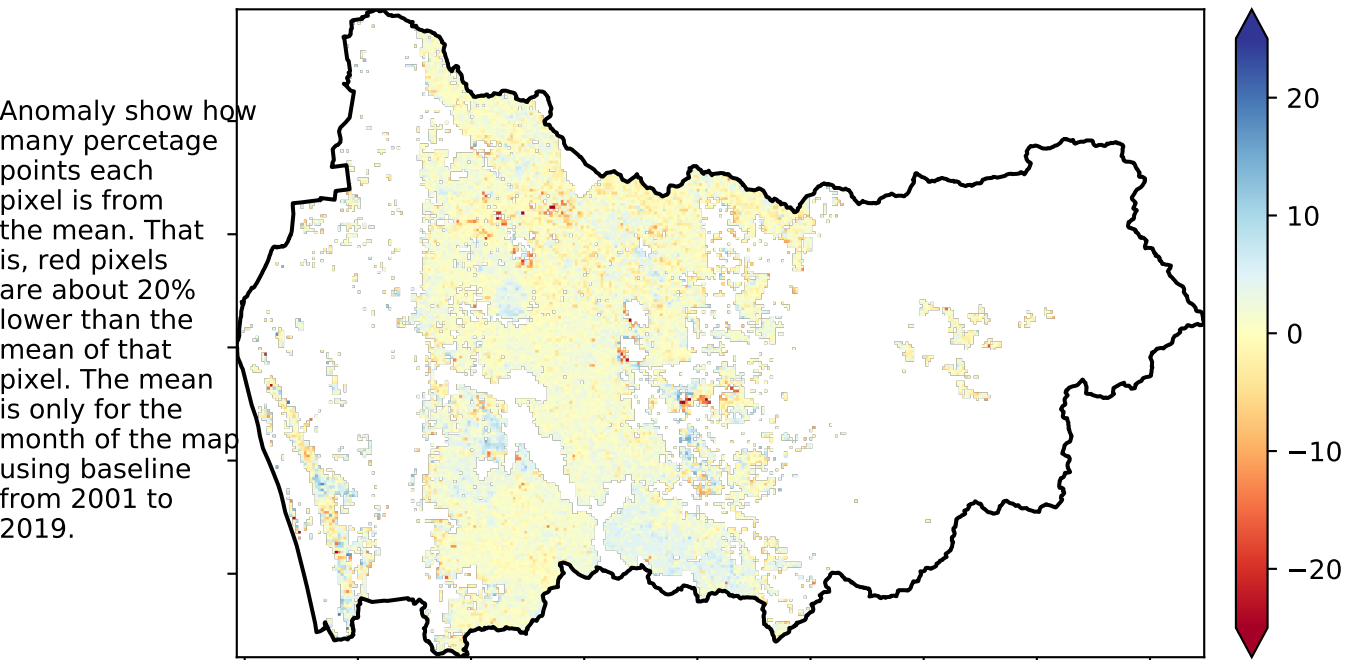 Anomaly show how
many percetage
points each
pixel is from
the mean. That
is, red pixels
are about 20%
lower than the
mean of that
pixel. The mean
is only for the
month of the map
using baseline
from 2001 to
2019.
20
10
0
−10
−20